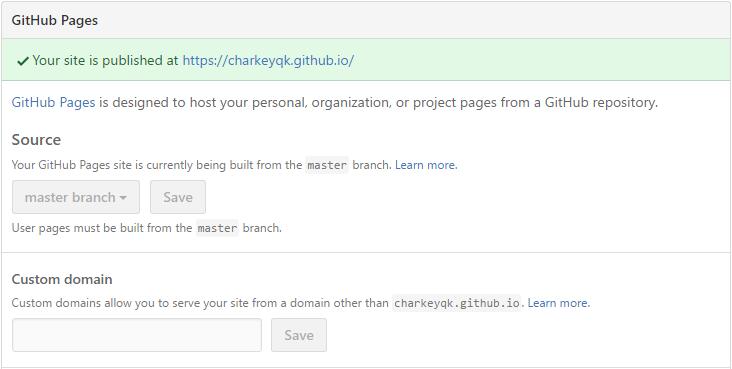 GitHub Pages
Your site is published at https://charkeyqk.github.io/
GitHub Pages is designed to host your personal, organization, or project pages from a GitHub repository.
Source
Your GitHub Pages site is currently being built from the master branch. Learn more.
master branch Save
User pages must be built from the master branch.
Custom domain
Custom domains allow you to serve your site from a domain other than charkeyqk.github.io. Learn more.
Save